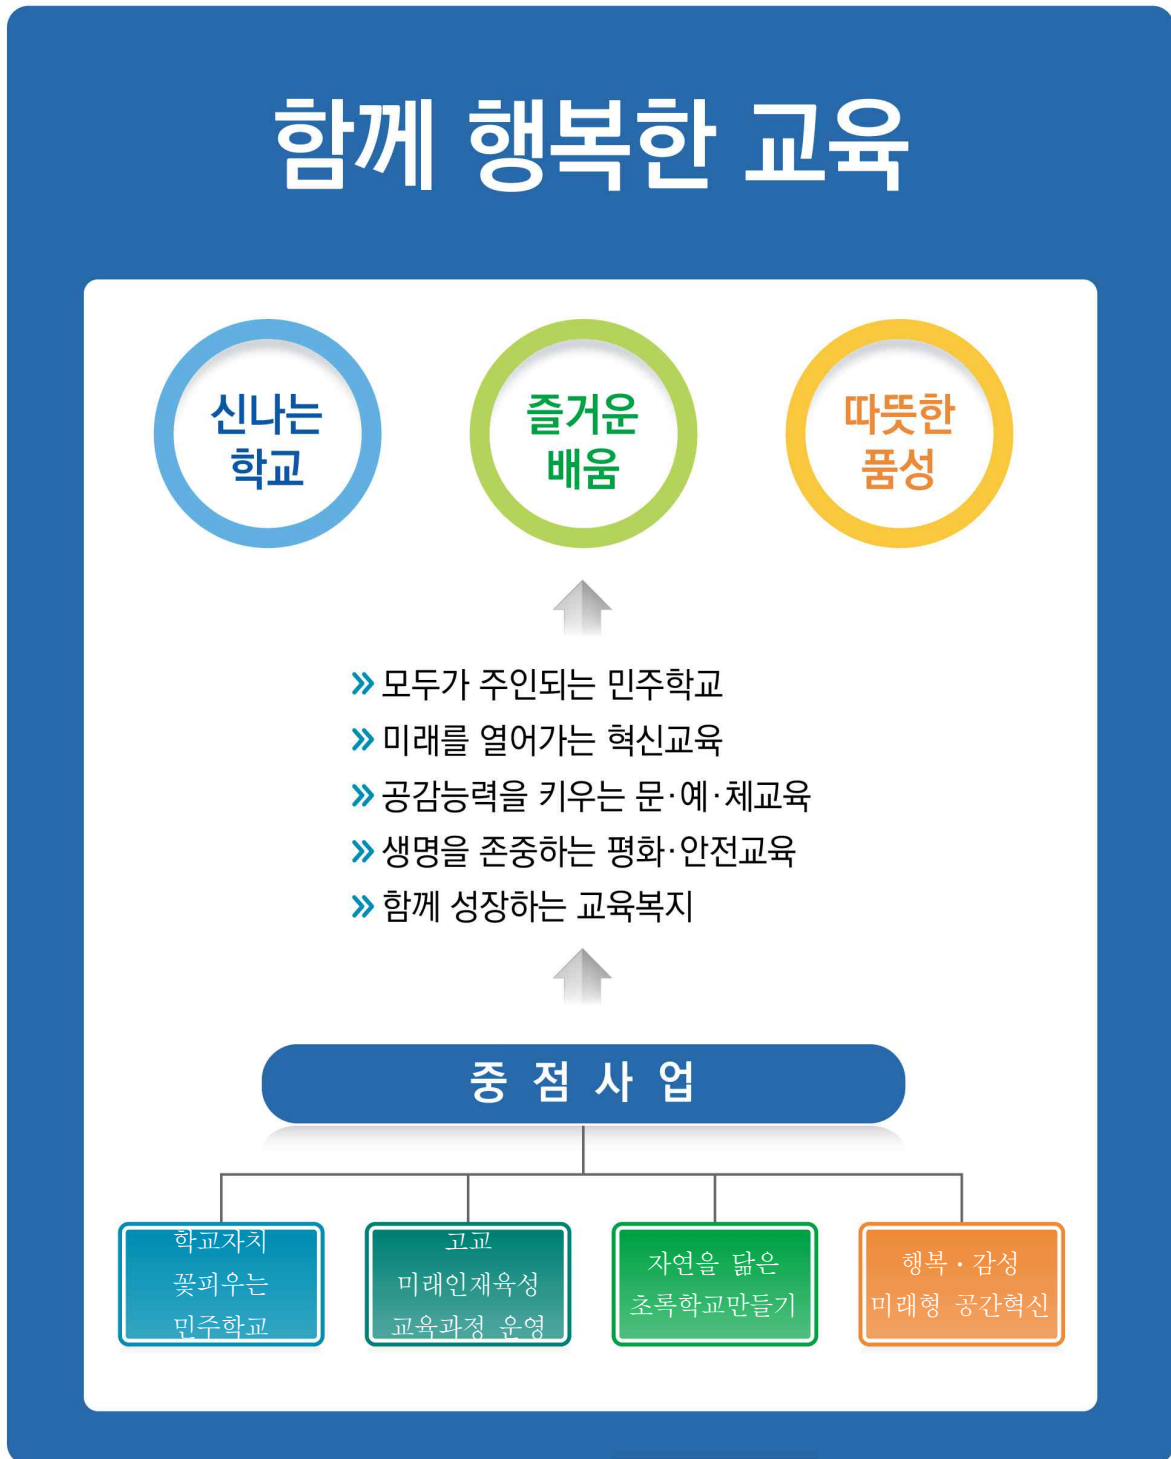 함께 행복한 교육
신나는
학교
즐거운
배움
따뜻한
품성
» 모두가 주인되는 민주학교
» 미래를 열어가는 혁신교육
» 공감능력을 키우는 문·예·체교육
» 생명을 존중하는 평화·안전교육
» 함께 성장하는 교육복지
중 점 사 업
학교자치
꽃피우는
민주학교
고교
미래인재육성
교육과정 운영
자연을 닮은
초록학교만들기
행복·감성
미래형 공간혁신